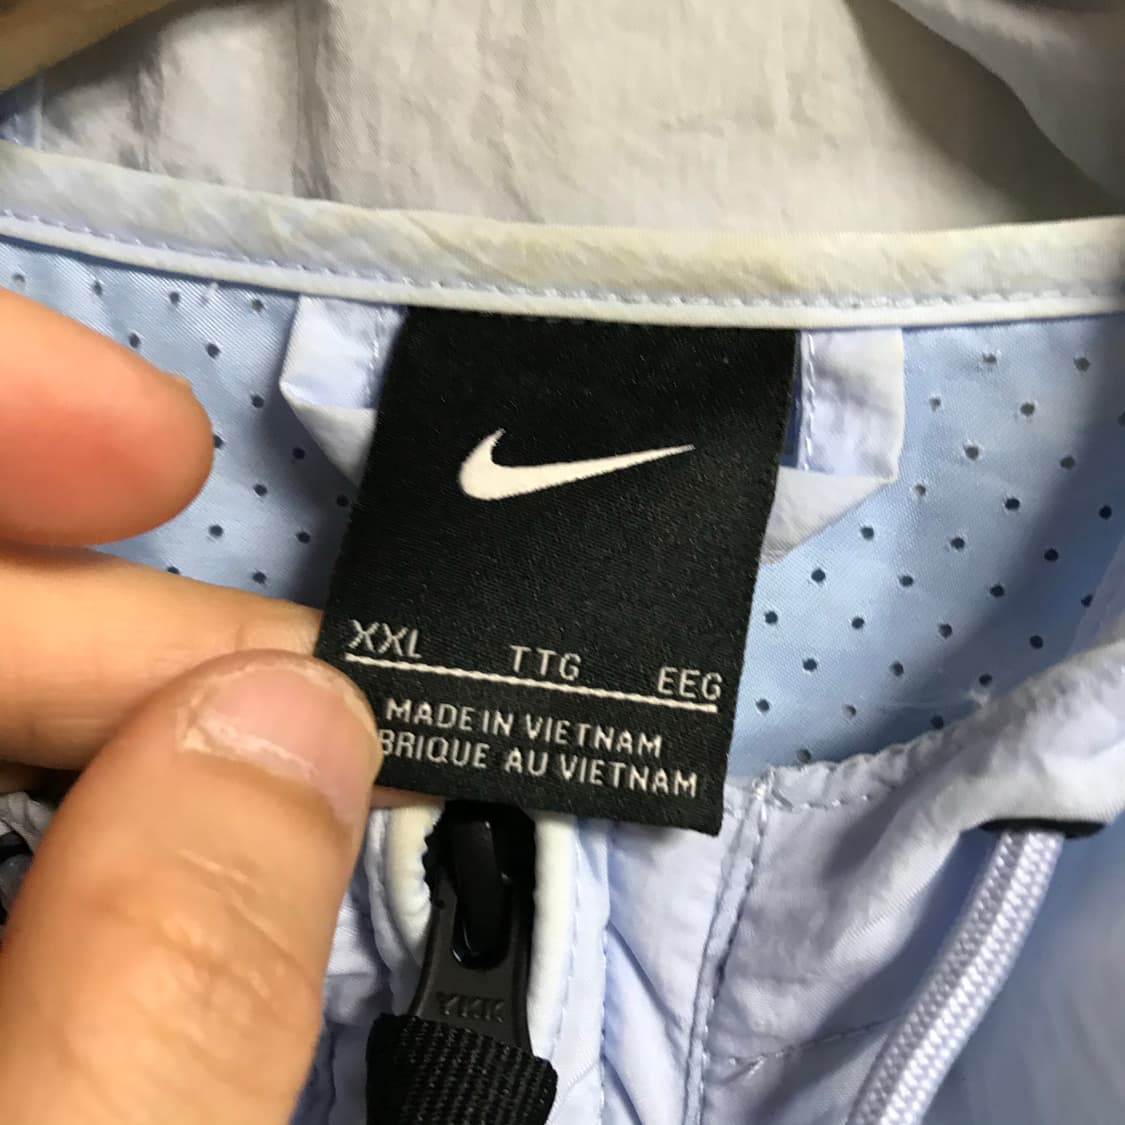 XXL TTG EEG
MADE IN VIETNAM
BRIQUE AU VIETNAM